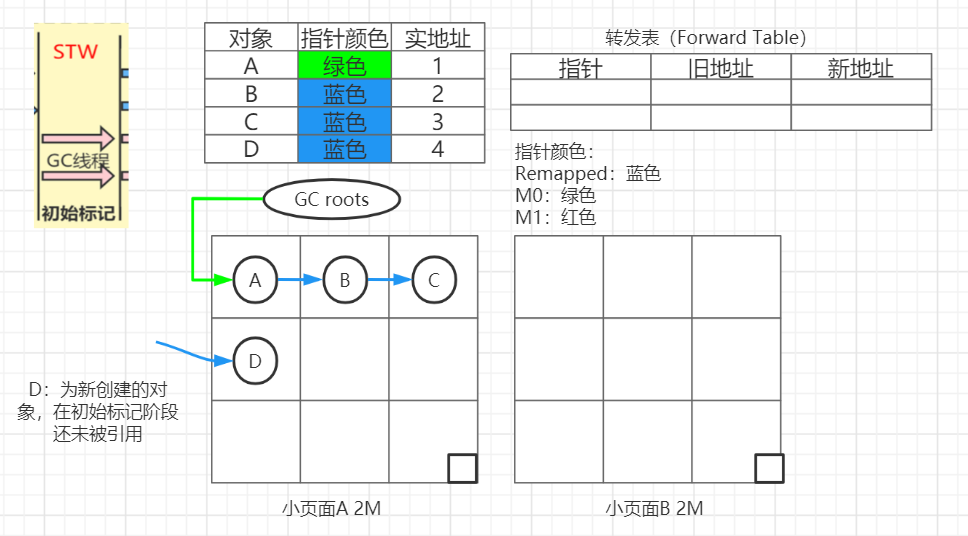 STW
GC线程
初始标记
对象 指针颜色 实地址
A 绿色 1
B 蓝色 2
C 蓝色 3
D 蓝色 4
转发表（Forward Table）
指针 旧地址 新地址
指针颜色：
Remapped：蓝色
M0：绿色
M1：红色
GC roots
A B C
D
D：为新创建的对
象，在初始标记阶段
还未被引用
小页面A 2M
小页面B 2M